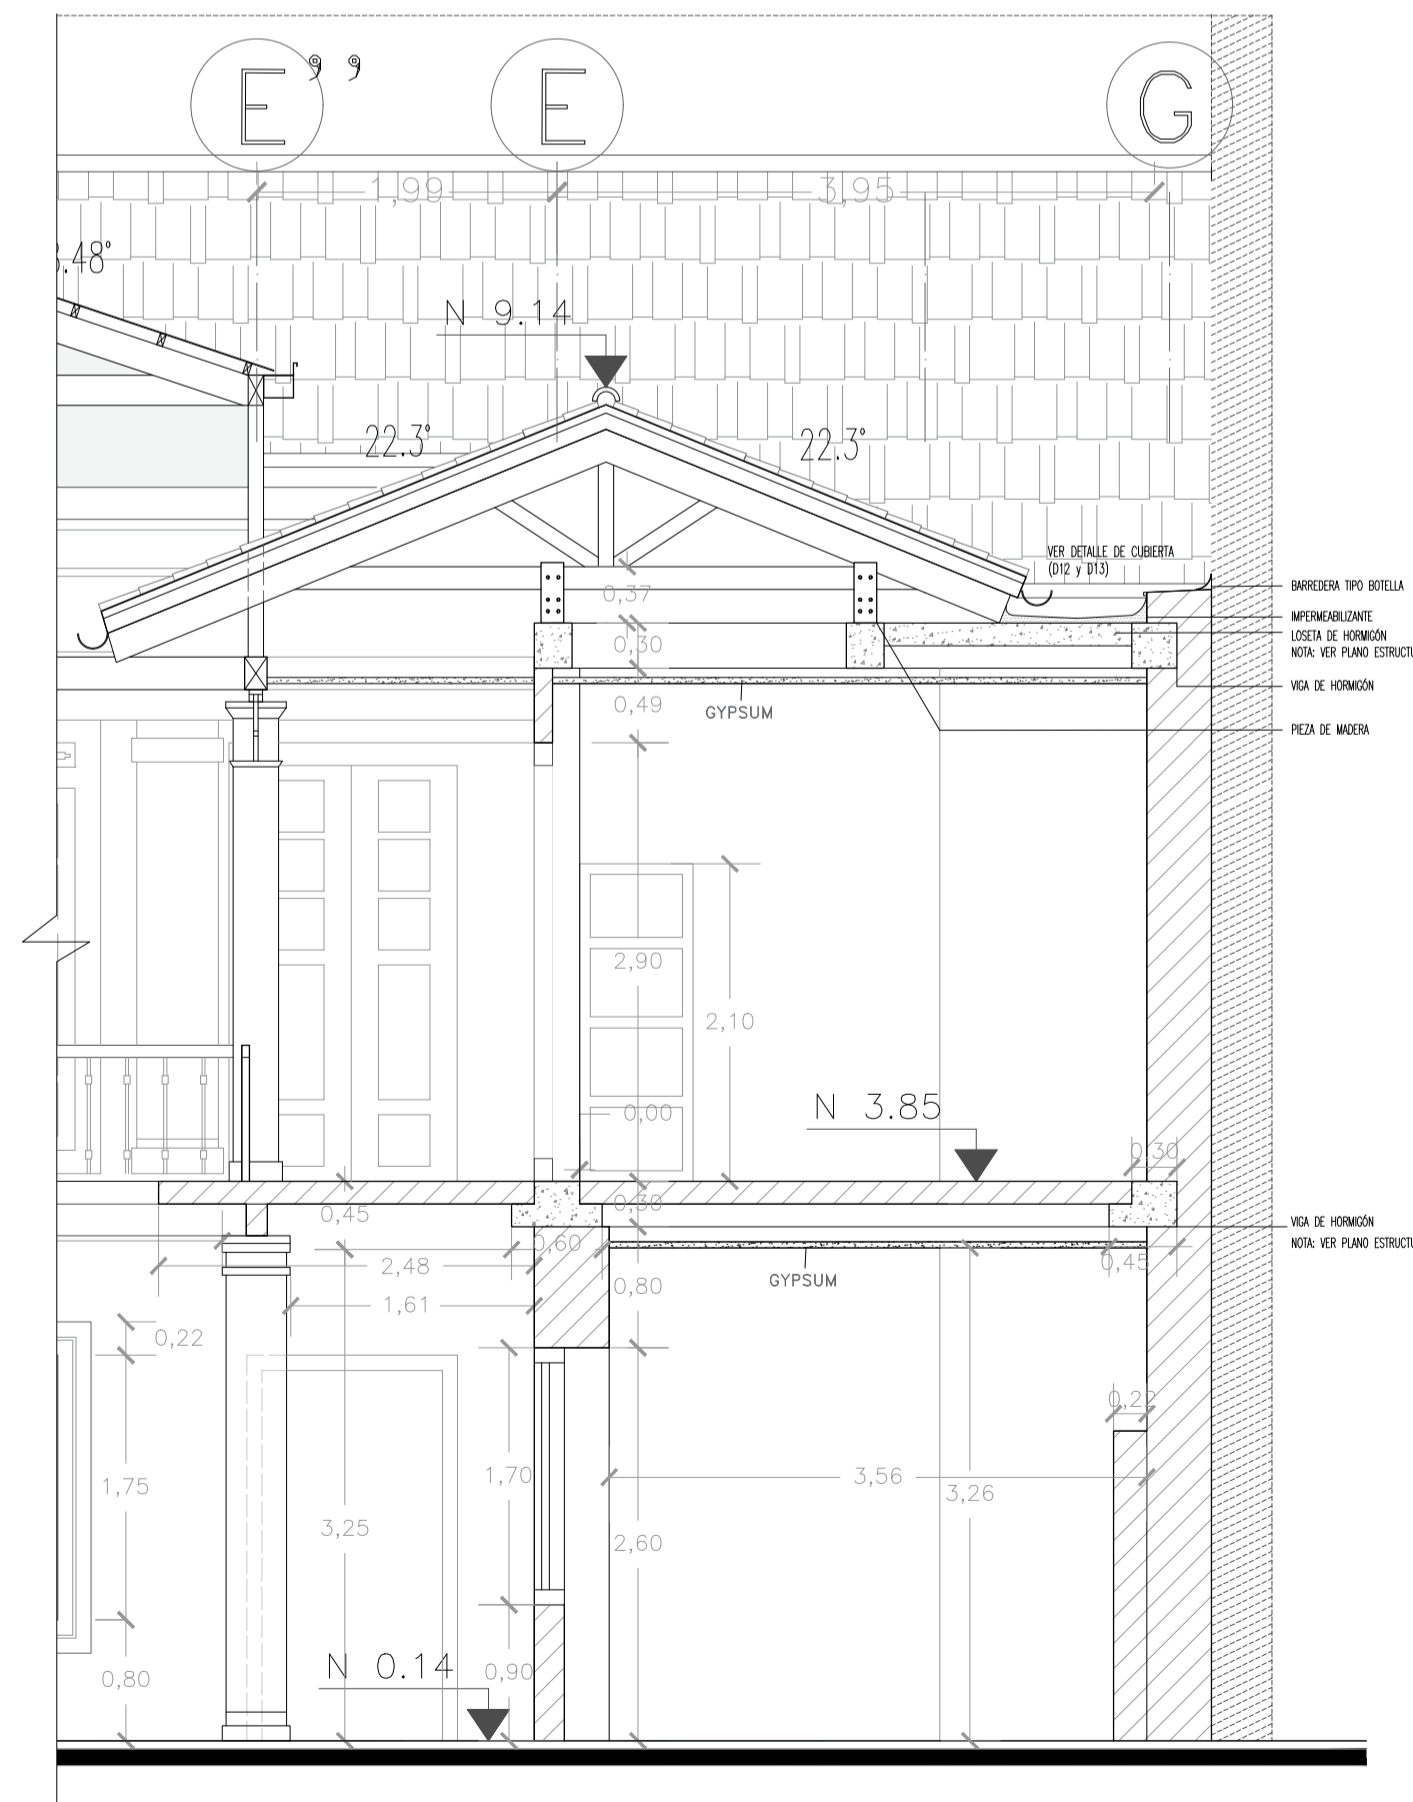 E’’ E G
1,99 3,95
.48°
N 9.14
22.3° 22.3°
VER DETALLE DE CUBIERTA
(D12 y D13)
BARREDERA TIPO BOTELLA
0,37
IMPERMEABILIZANTE
LOSETA DE HORMIGÓN
0,30
NOTA: VER PLANO ESTRUCTU
VIGA DE HORMIGÓN
0,49
GYPSUM
PIEZA DE MADERA
2,90
2,10
N 3.85
0,00
0,30
0,30
0,45
VIGA DE HORMIGÓN
0,60
NOTA: VER PLANO ESTRUCTU
2,48
0,45
GYPSUM
0,80
1,61
0,22
0,22
1,70
3,56
1,75
3,26
3,25
2,60
N 0.14
0,90
0,80